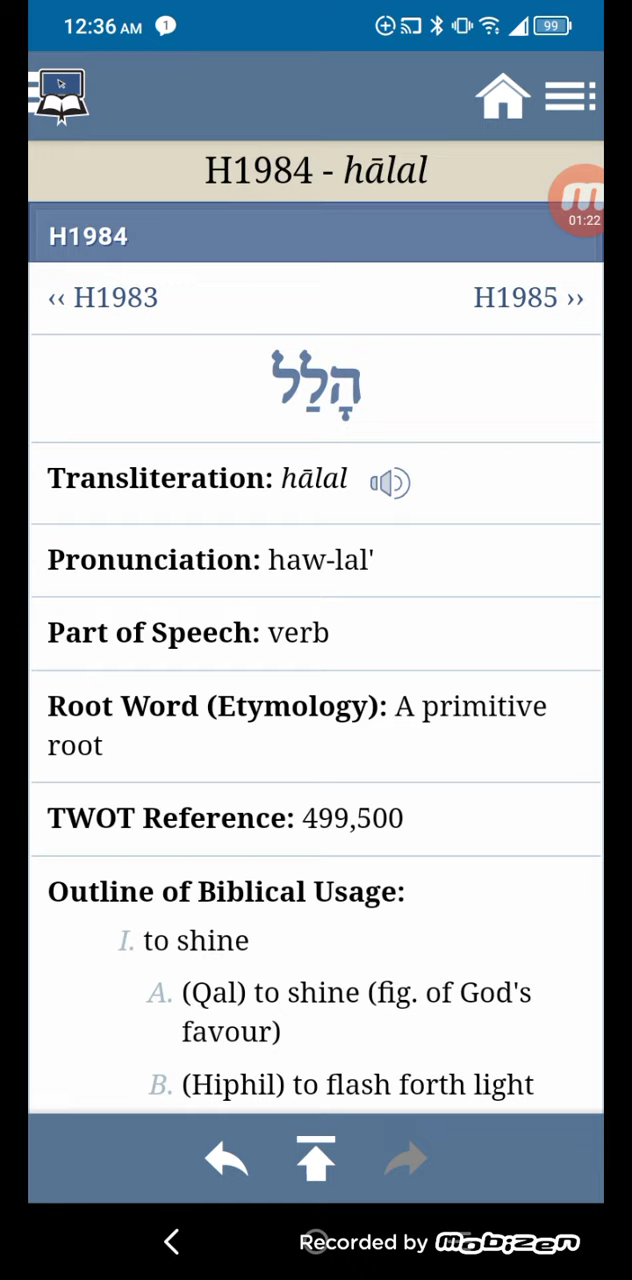 12:36 AM 1 99
H1984 - hālal
01:22
H1984
‹‹ H1983 H1985 ››
הָלַל
Transliteration: hālal
Pronunciation: haw-lal'
Part of Speech: verb
Root Word (Etymology): A primitive
root
TWOT Reference: 499,500
Outline of Biblical Usage:
I. to shine
A. (Qal) to shine (fig. of God's
favour)
B. (Hiphil) to flash forth light
Recorded by mobizen